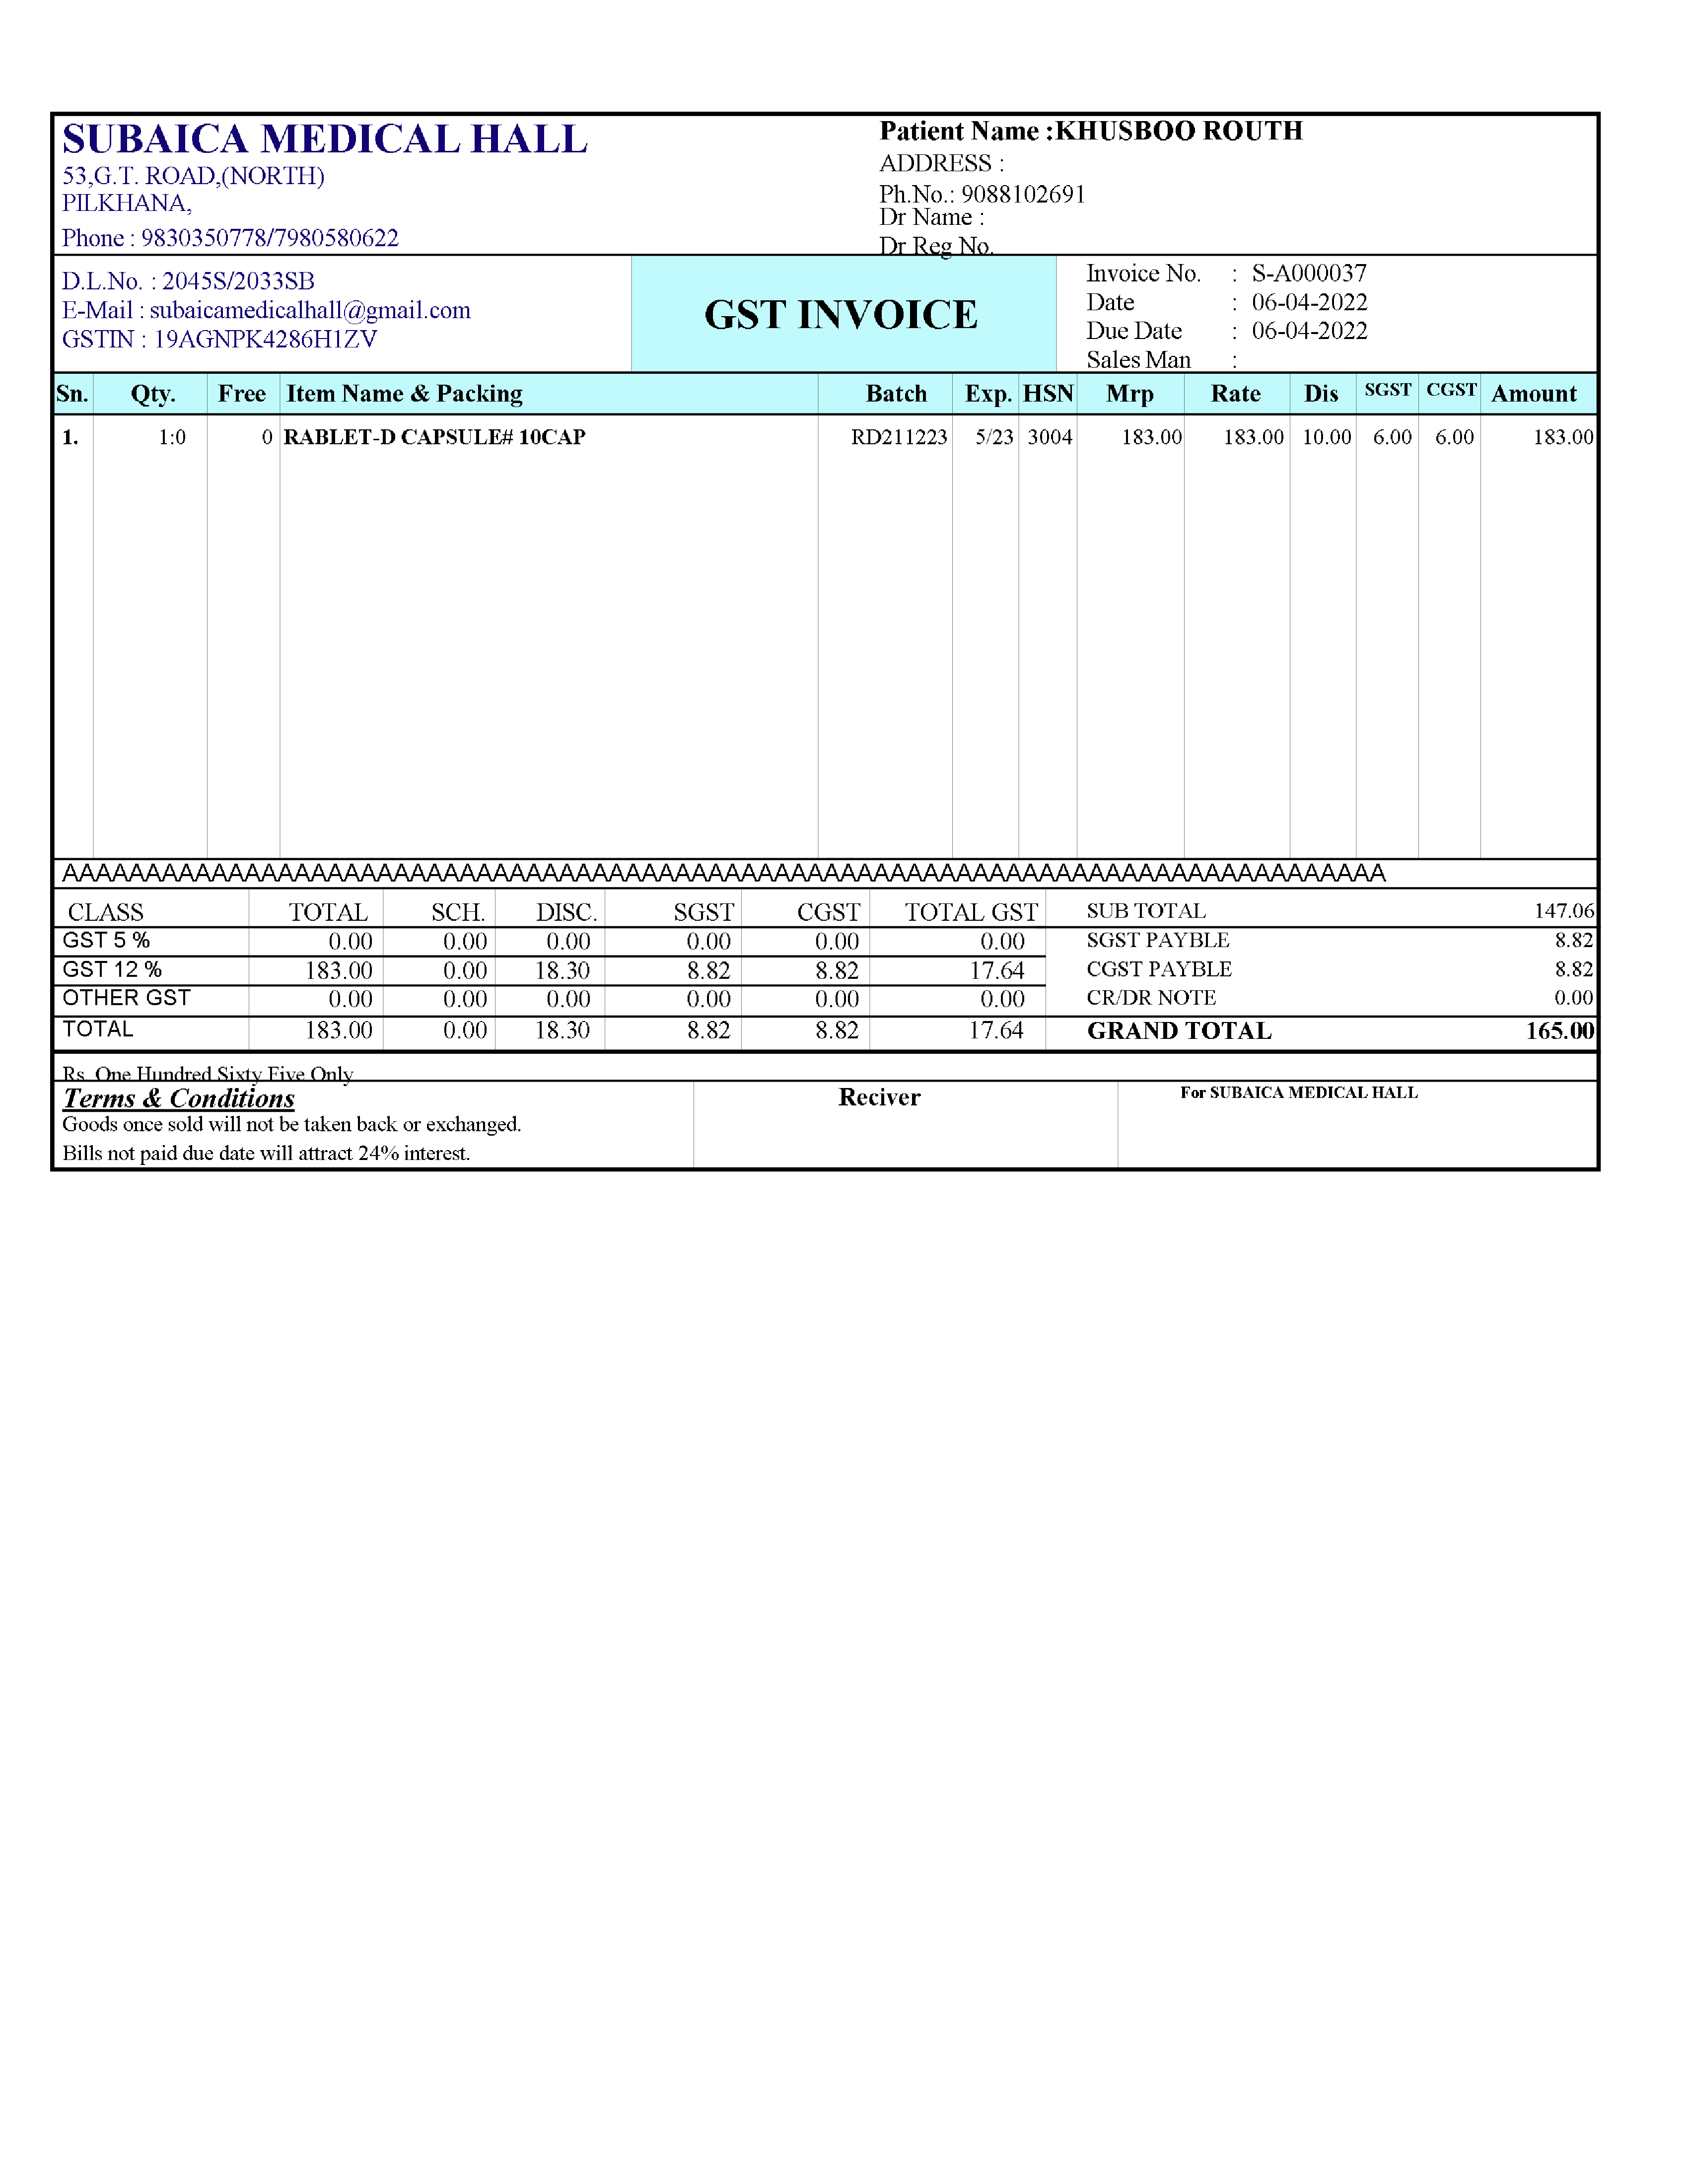 SUBAICA MEDICAL HALL
53,G.T. ROAD,(NORTH)
PILKHANA,
Phone : 9830350778/7980580622
Patient Name :KHUSBOO ROUTH
ADDRESS :
Ph.No.: 9088102691
Dr Name :
Dr Reg No.
D.L.No. : 2045S/2033SB
E-Mail : subaicamedicalhall@gmail.com
GSTIN : 19AGNPK4286H1ZV
GST INVOICE
Invoice No. : S-A000037
Date : 06-04-2022
Due Date : 06-04-2022
Sales Man :
Sn. Qty. Free Item Name & Packing Batch Exp. HSN Mrp Rate Dis SGST CGST Amount
1. 1:0 0 RABLET-D CAPSULE# 10CAP RD211223 5/23 3004 183.00 183.00 10.00 6.00 6.00 183.00
AAAAAAAAAAAAAAAAAAAAAAAAAAAAAAAAAAAAAAAAAAAAAAAAAAAAAAAAAAAAAAAAAAAAAAAAAAAAAAAA
CLASS TOTAL SCH. DISC. SGST CGST TOTAL GST SUB TOTAL 147.06
GST 5 % 0.00 0.00 0.00 0.00 0.00 0.00 SGST PAYBLE 8.82
GST 12 % 183.00 0.00 18.30 8.82 8.82 17.64 CGST PAYBLE 8.82
OTHER GST 0.00 0.00 0.00 0.00 0.00 0.00 CR/DR NOTE 0.00
TOTAL 183.00 0.00 18.30 8.82 8.82 17.64 GRAND TOTAL 165.00
Rs. One Hundred Sixty Five Only
Terms & Conditions
Goods once sold will not be taken back or exchanged.
Bills not paid due date will attract 24% interest.
Reciver
For SUBAICA MEDICAL HALL